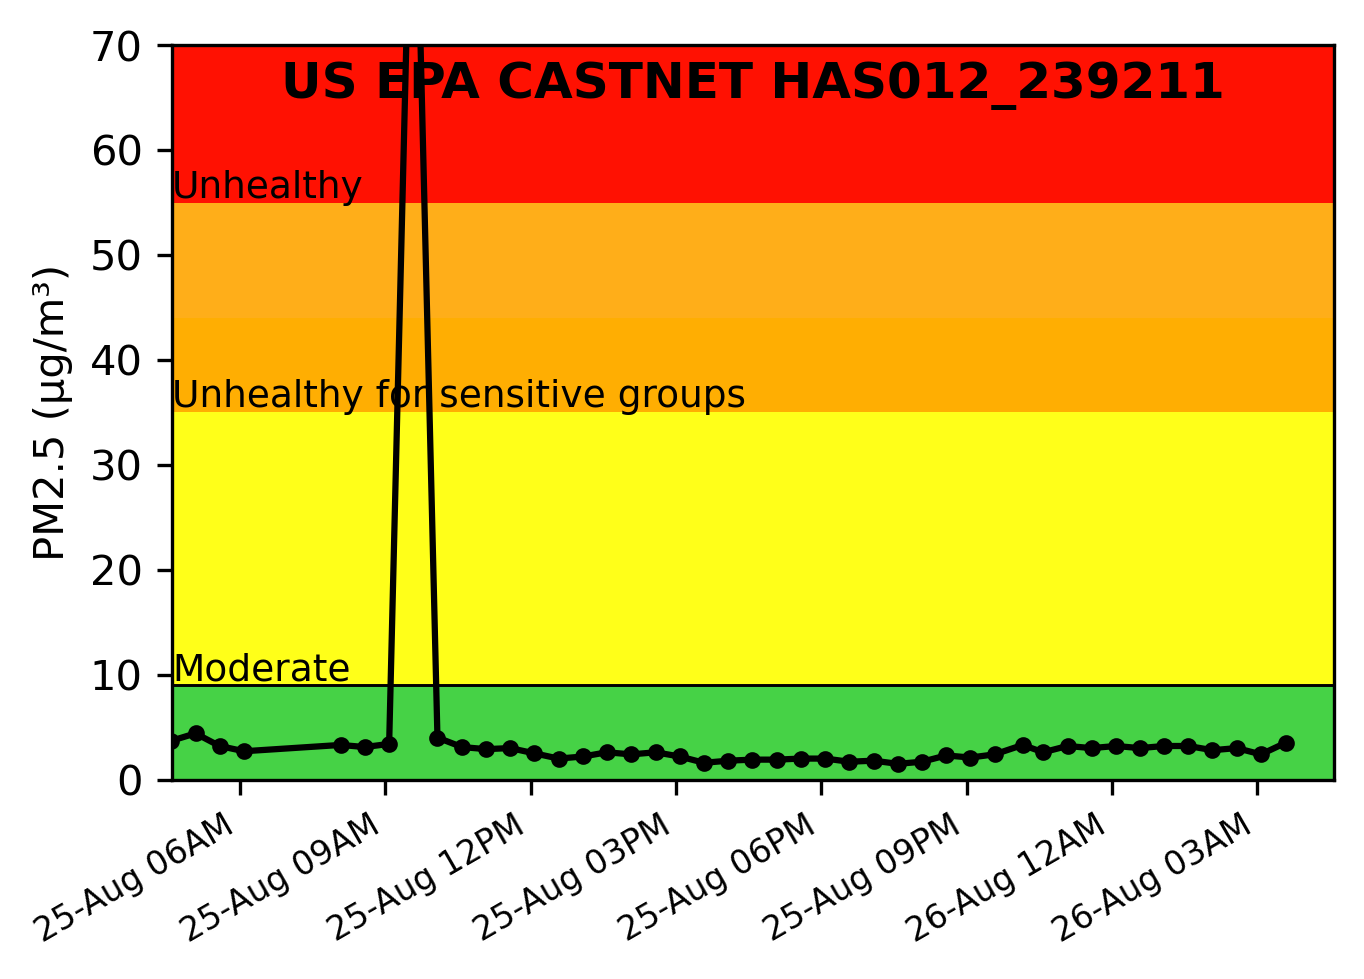 US EPA CASTNET HAS012_239211
70
60
50
40
30
20
10
0
PM2.5 (µg/m³)
Unhealthy
Unhealthy for sensitive groups
Moderate
25-Aug 06AM
25-Aug 09AM
25-Aug 12PM
25-Aug 03PM
25-Aug 06PM
25-Aug 09PM
26-Aug 12AM
26-Aug 03AM